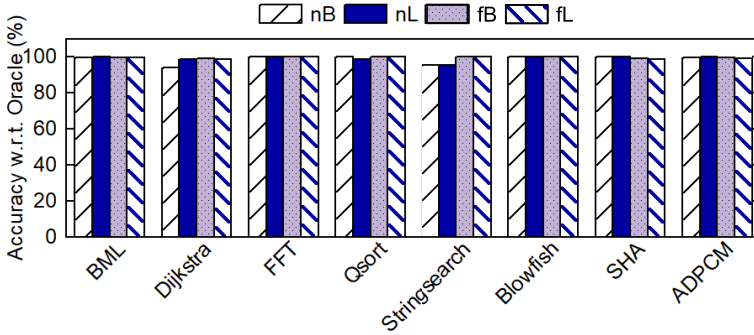 nB nL fB fL
Accuracy w.r.t. Oracle (%)
100
80
60
40
20
0
BML
Dijkstra
FFT
Qsort
Stringsearch
Blowfish
SHA
ADPCM